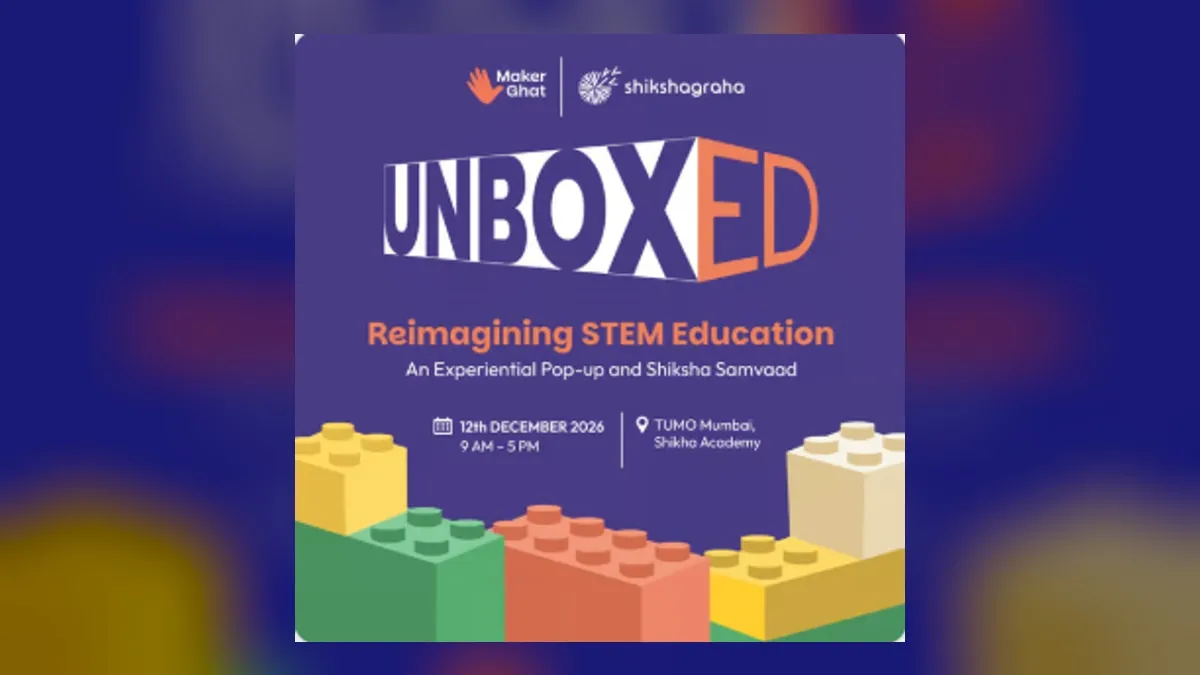 Maker
Ghat
shikshagraha
UNBOXED
Reimagining STEM Education
An Experiential Pop-up and Shiksha Samvaad
12th DECEMBER 2026
9 AM – 5 PM
TUMO Mumbai,
Shikha Academy